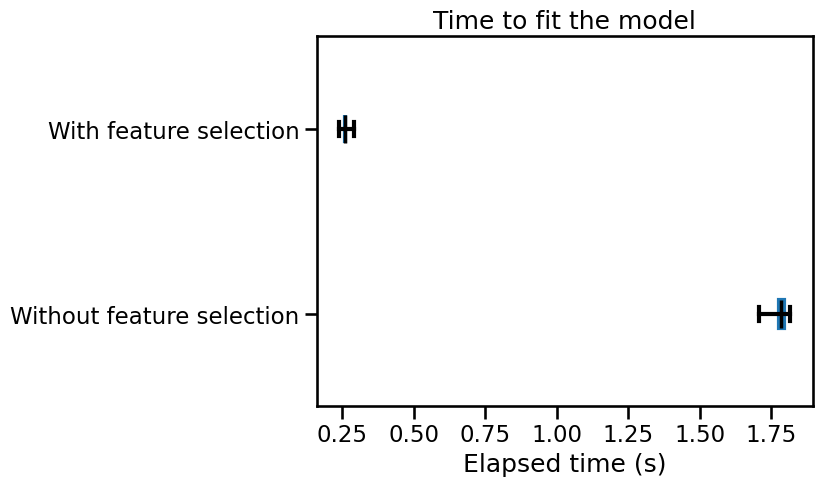 Time to fit the model
With feature selection
Without feature selection
0.25 0.50 0.75 1.00 1.25 1.50 1.75
Elapsed time (s)